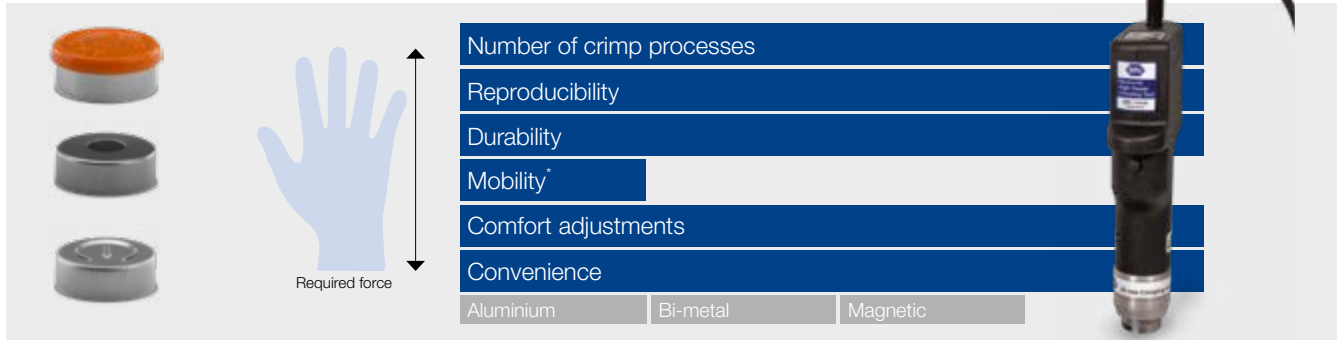 Number of crimp processes
Reproducibility
Durability
Mobility*
Comfort adjustments
Convenience
Required force
Aluminium
Bi-metal
Magnetic